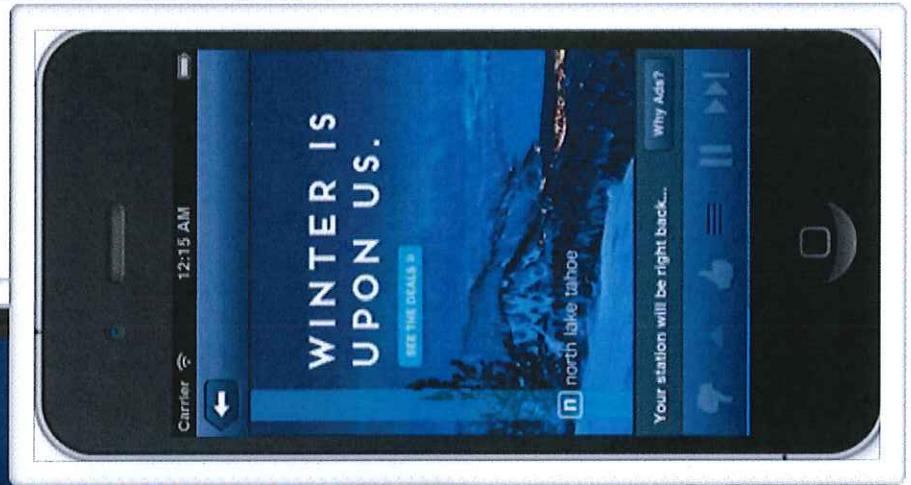 Carrier 12:15 AM
WINTER IS
UPON US.
SEE THE DEALS »
n north lake tahoe
Your station will be right back... Why Ads?